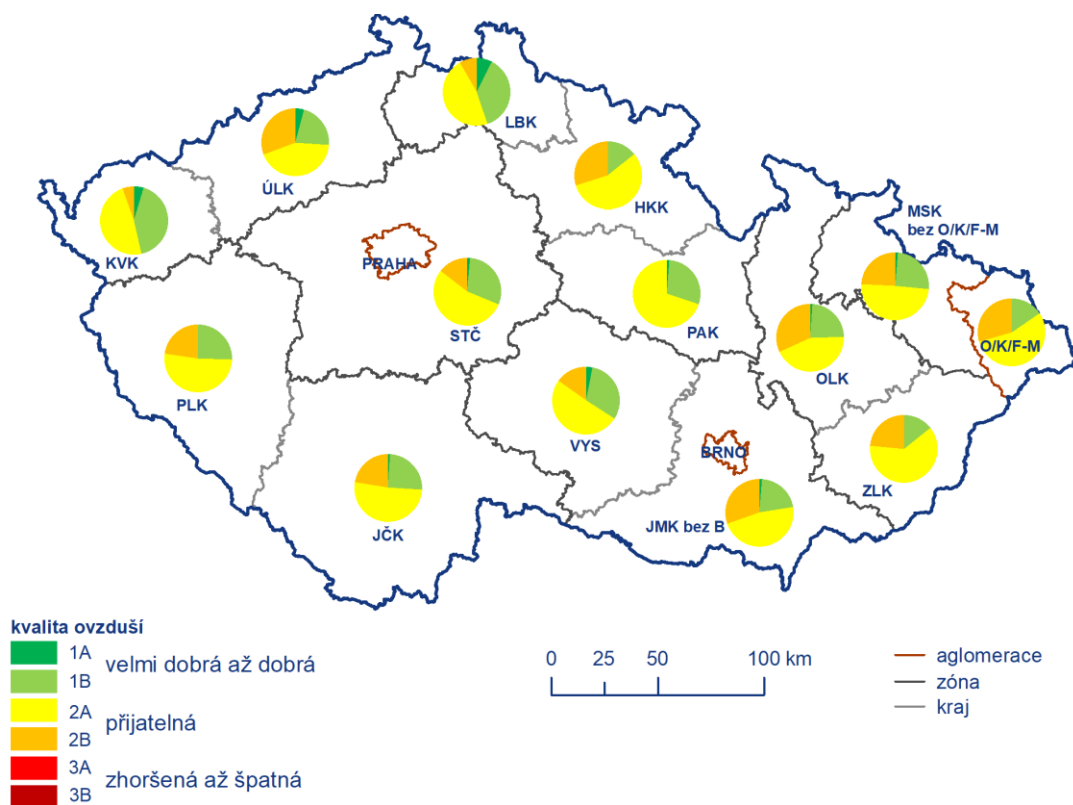 LBK
ÚLK
HKK
KVK
MSK
bez O/K/F-M
PRAHA
STČ
PAK
OLK
O/K/F-M
PLK
VYS
BRNO
ZLK
JČK
JMK bez B
kvalita ovzduší
1A
velmi dobrá až dobrá
1B
2A
přijatelná
2B
3A
zhoršená až špatná
3B
0 25 50 100 km
aglomerace
zóna
kraj